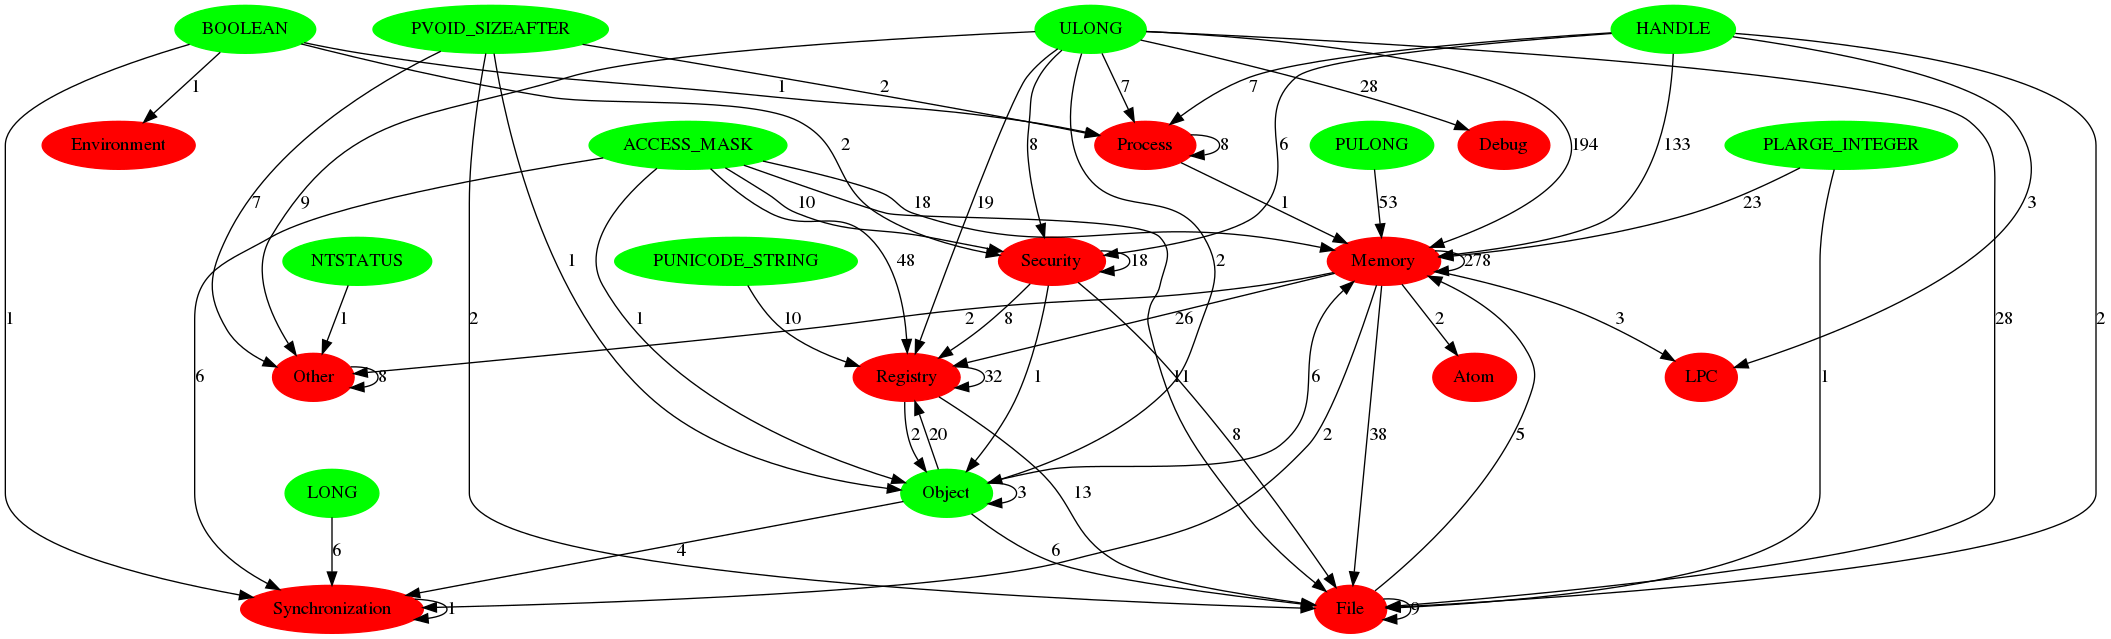 BOOLEAN PVOID_SIZEAFTER ULONG HANDLE
1 1 2 7 28 7
Environment ACCESS_MASK 2 8 Process 8 6 PULONG Debug 194 133 PLARGE_INTEGER
7 9 10 18 19 1 53 23 3
NTSTATUS 1 PUNICODE_STRING 48 Security 18 2 Memory 278
1 1 2 1 10 2 8 26 2 3 28 2
6 Other 8 Registry 32 1 11 6 Atom LPC 1
2 20 13 8 2 38 5
LONG Object 3
6 4 6
Synchronization 1 File 9